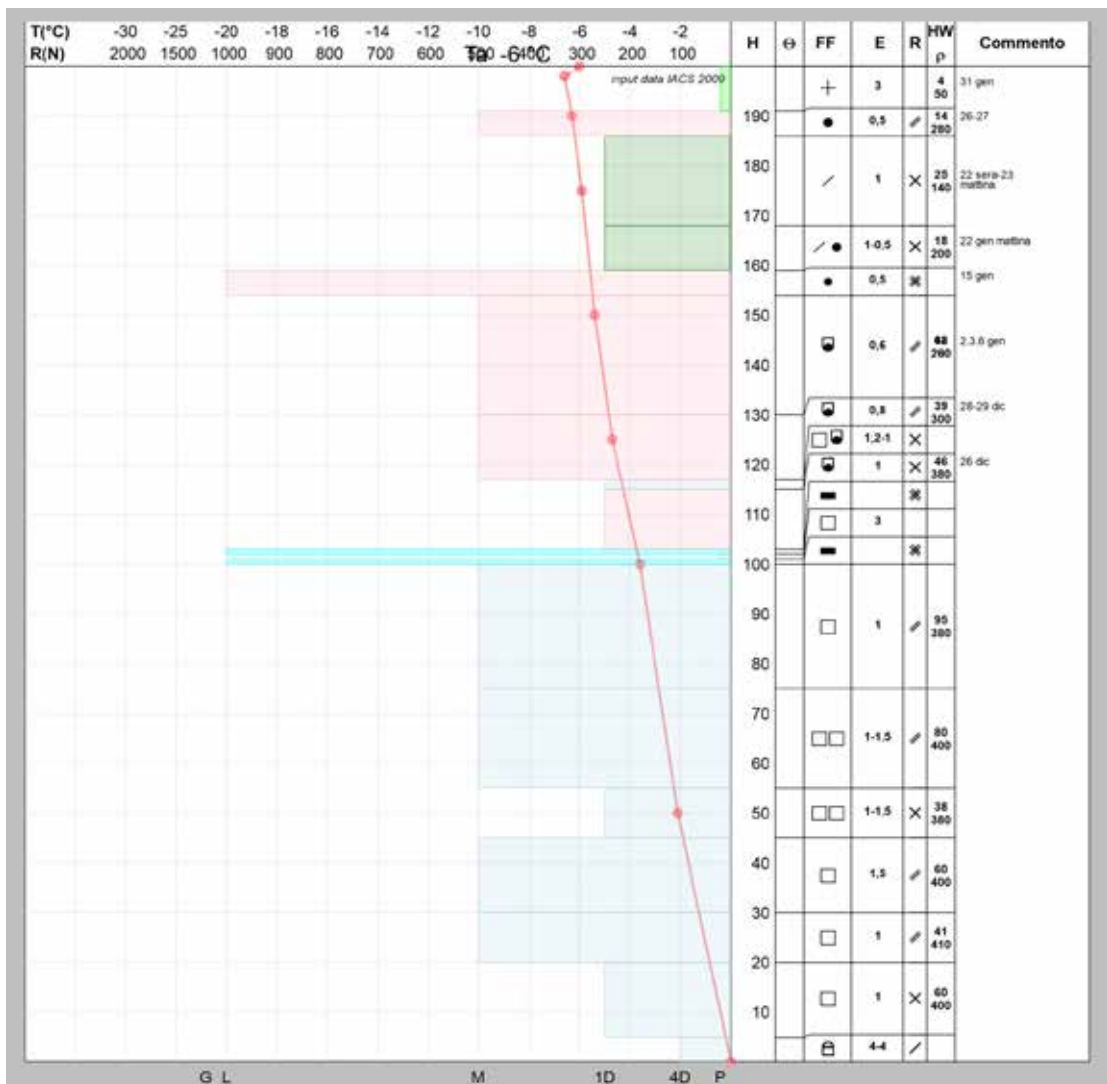 T(°C) -30 -25 -20 -18 -16 -14 -12 -10 -8 -6 -4 -2 H ⊖ FF E R HW ρ Commento
R(N) 2000 1500 1000 900 800 700 600 300 200 100
Ta -6°C
input data IACS 2009
+ 3 4 50 31 gen
190
● 0,5 14 280 26-27
180
/ 1 25 140 22 sera-23 mattina
170
/ ● 1-0,5 18 200 22 gen mattina
160
● 0,5 15 gen
150
0,6 260 2.3.6 gen
140
130
0,8 39 300 28-29 dic
1,2-1
120
1 46 380 26 dic
110
3
100
90
1 95 380
80
70
1-1,5 80 400
60
50
1-1,5 38 380
40
1,5 60 400
30
1 41 410
20
1 60 400
10
4-4
G L M 1D 4D P